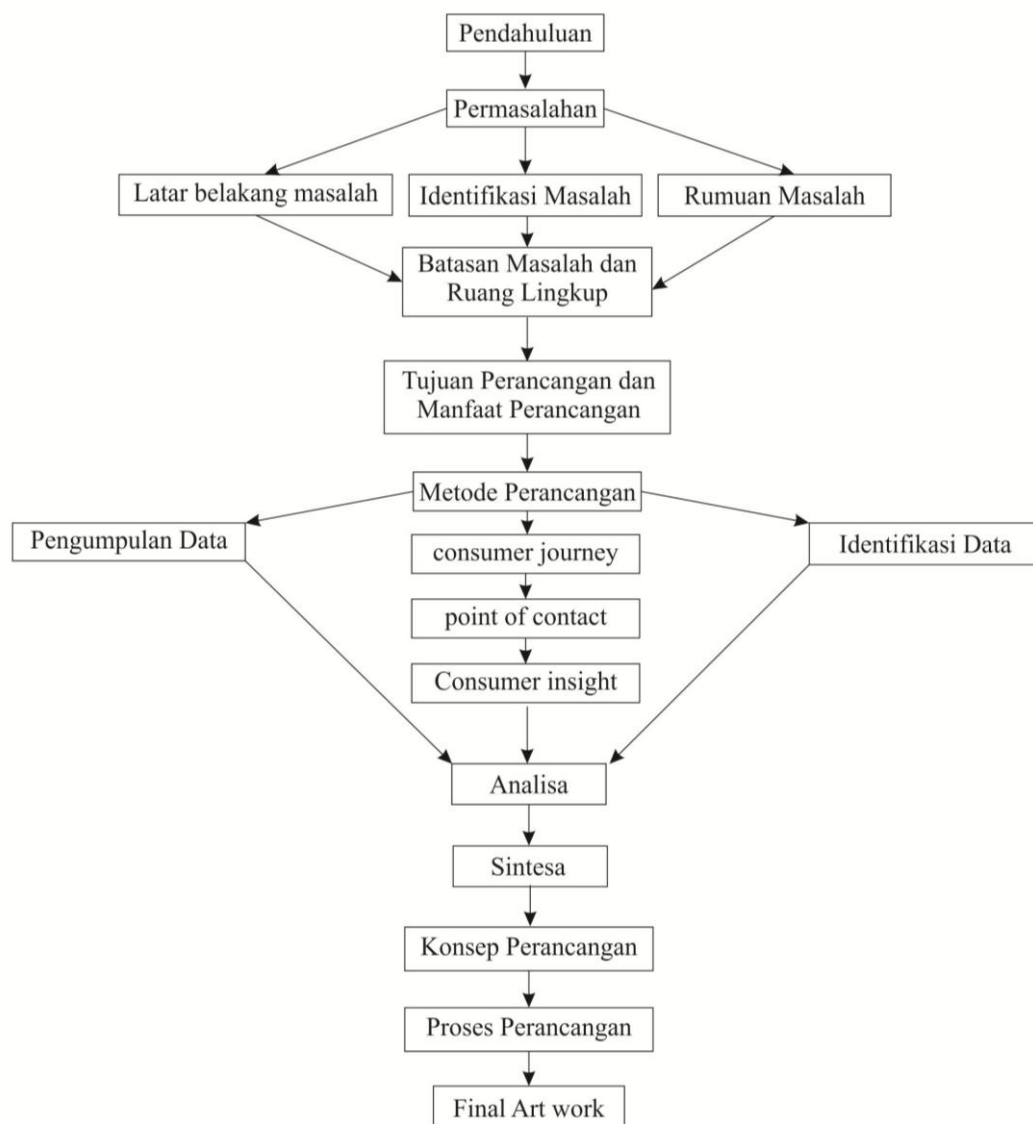 Pendahuluan
Permasalahan
Latar belakang masalah
Identifikasi Masalah
Rumuan Masalah
Batasan Masalah dan
Ruang Lingkup
Tujuan Perancangan dan
Manfaat Perancangan
Metode Perancangan
Pengumpulan Data
consumer journey
Identifikasi Data
point of contact
Consumer insight
Analisa
Sintesa
Konsep Perancangan
Proses Perancangan
Final Art work